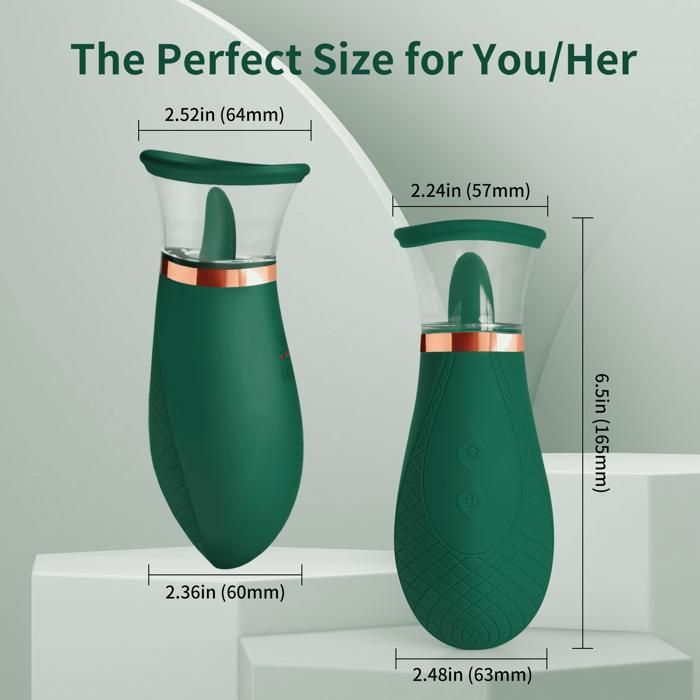 The Perfect Size for You/Her
2.52in (64mm)
2.24in (57mm)
6.5in (165mm)
2.36in (60mm)
2.48in (63mm)